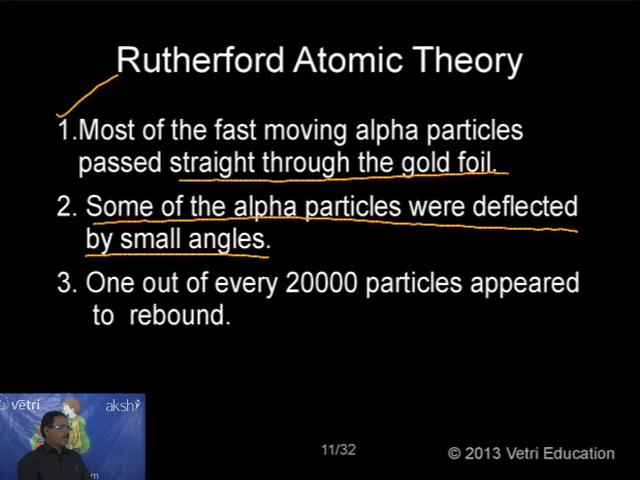 Rutherford Atomic Theory
1.Most of the fast moving alpha particles
passed straight through the gold foil.
2. Some of the alpha particles were deflected
by small angles.
3. One out of every 20000 particles appeared
to rebound.
vetri
akshi
m
11/32
© 2013 Vetri Education